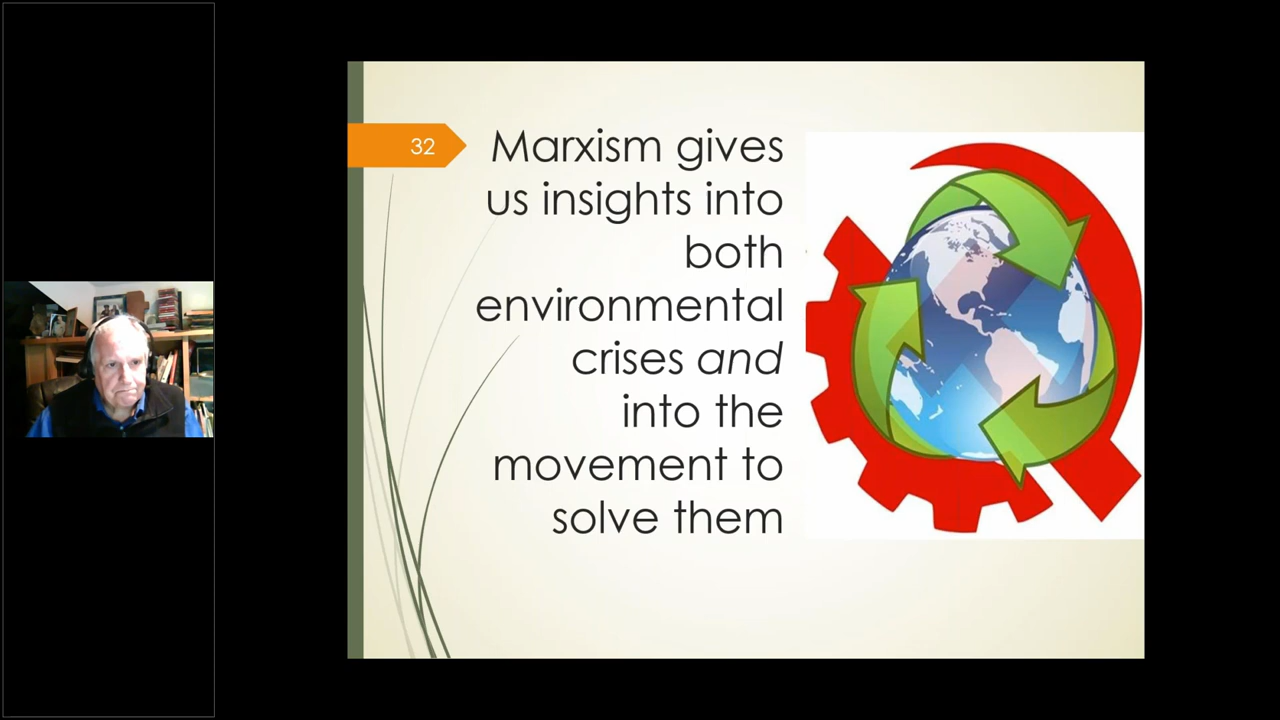 32
Marxism gives
us insights into
both
environmental
crises and
into the
movement to
solve them